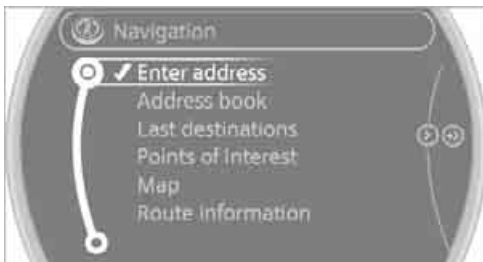 Navigation
Enter address
Address book
Last destinations
Points of Interest
Map
Route information